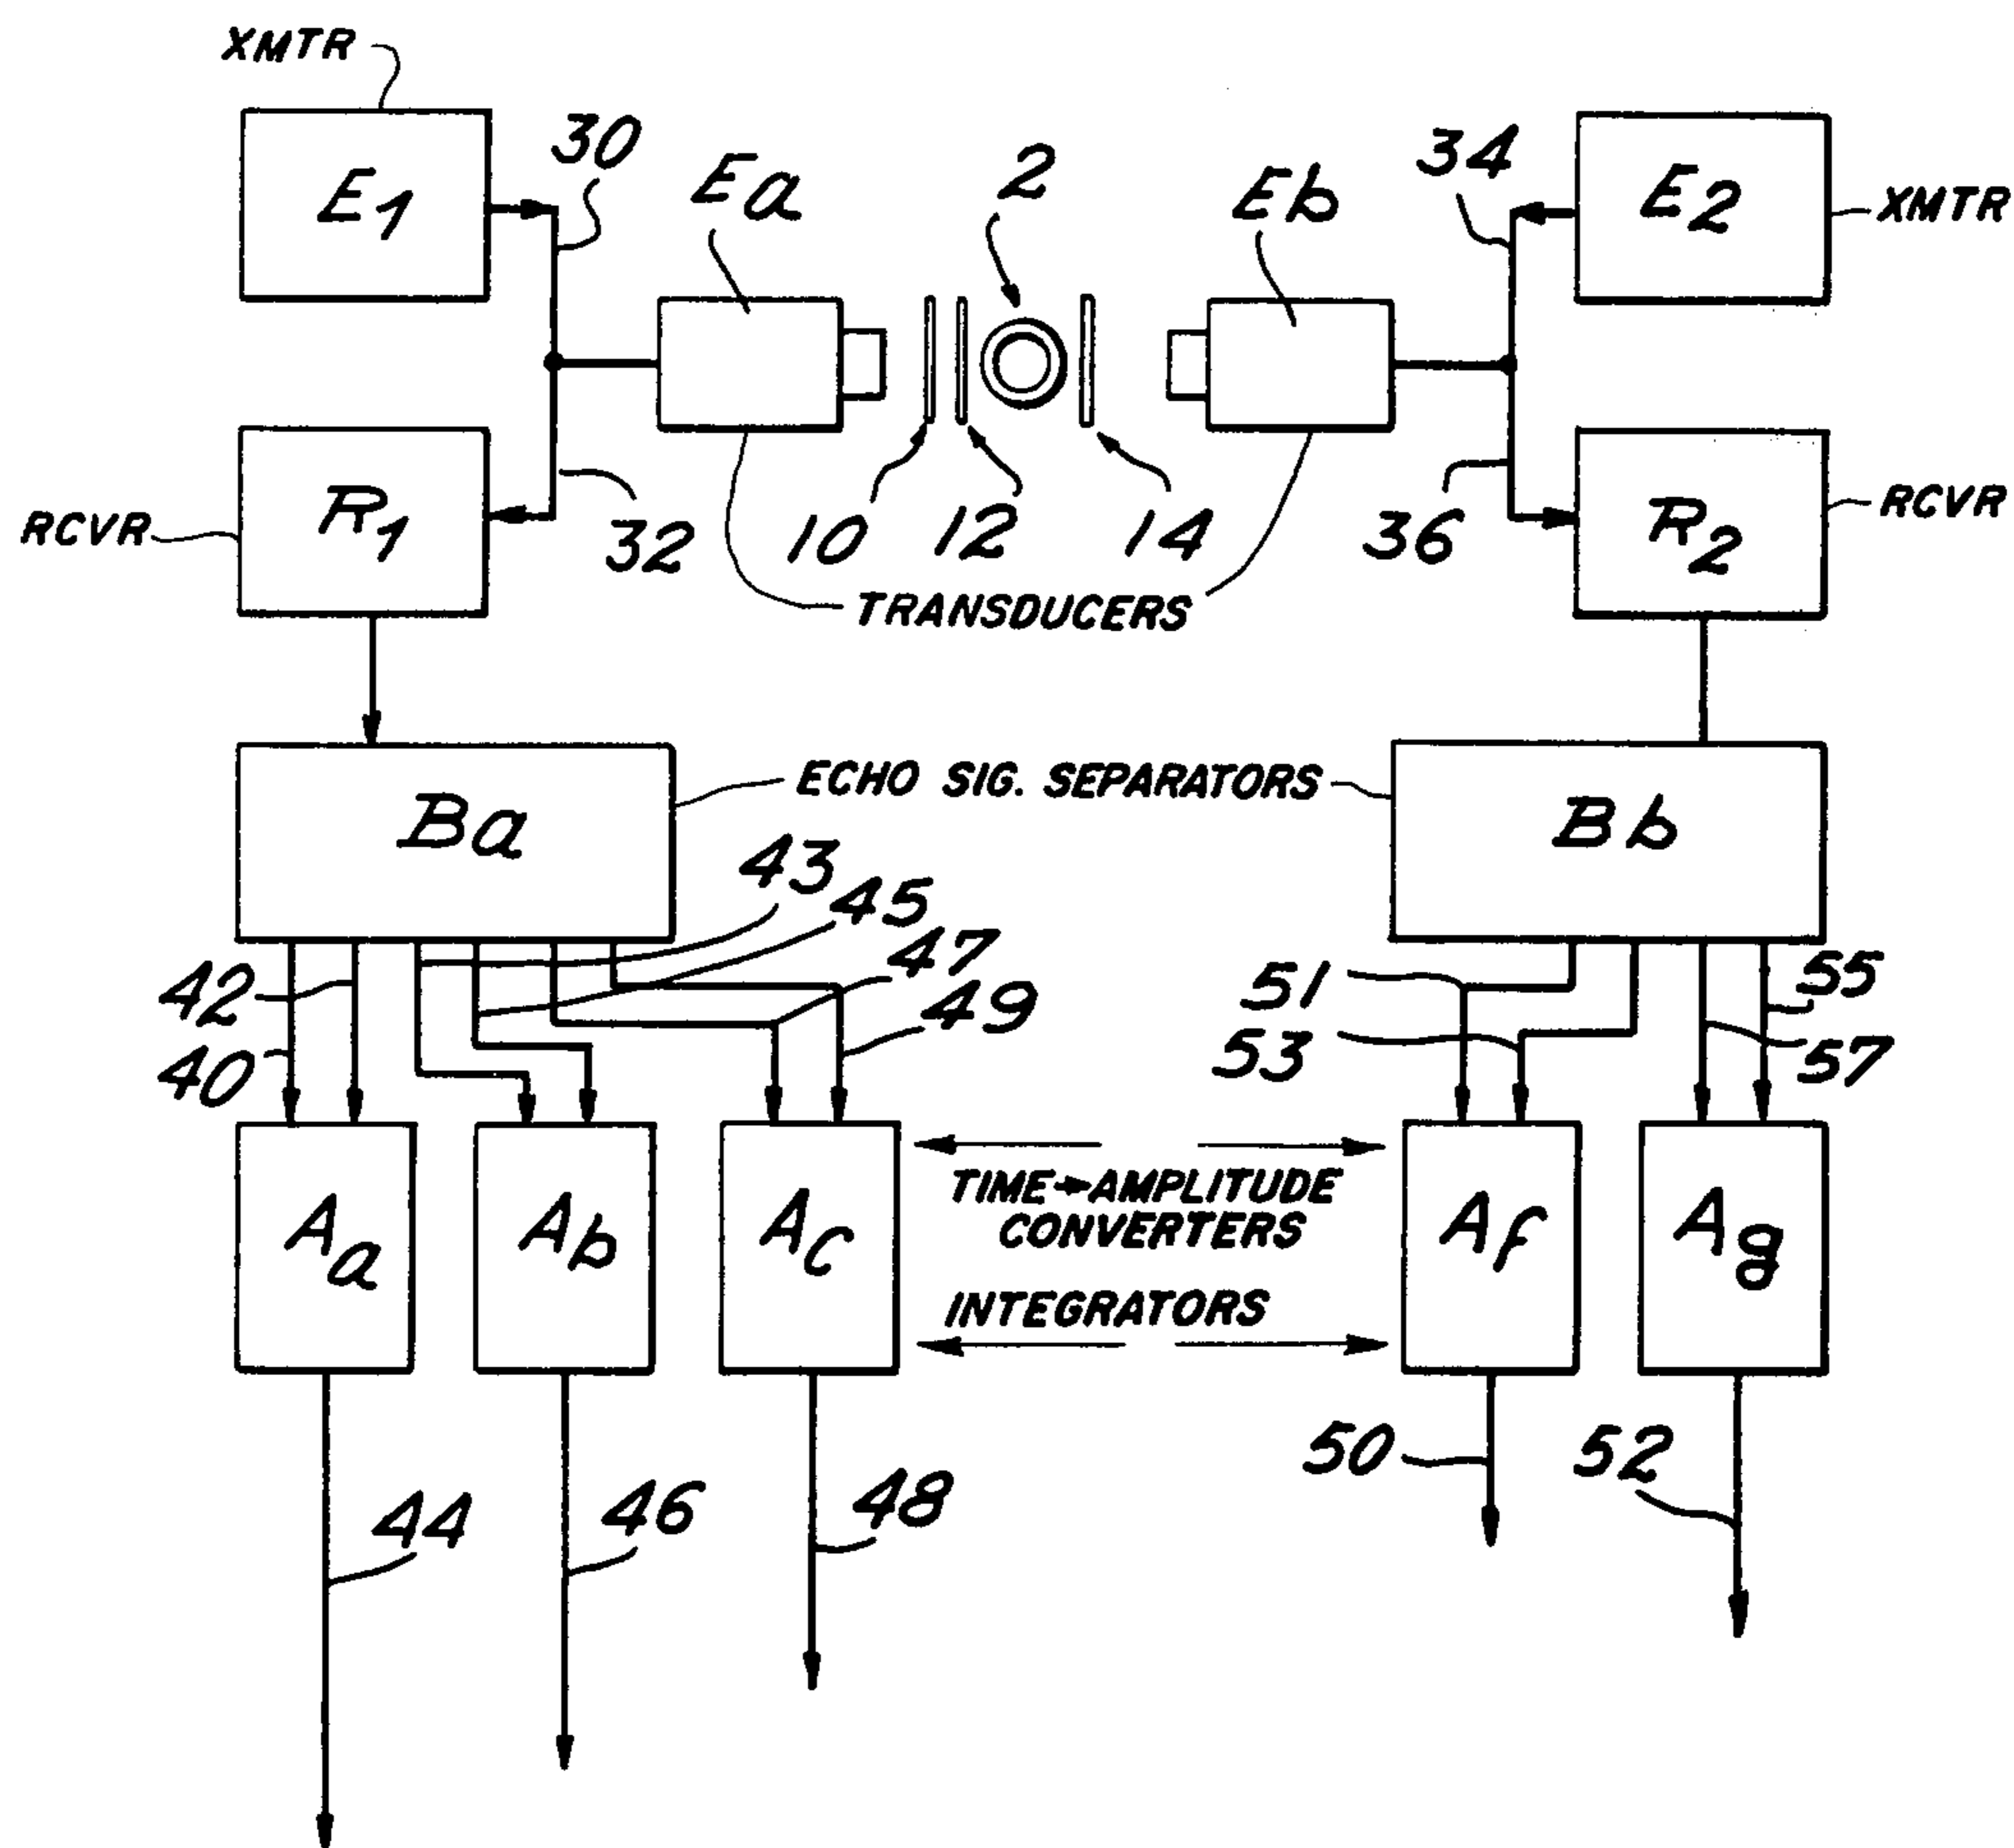 XMTR
E1
30
Ea
2
Eb
34
E2
XMTR
RCVR
R1
32
10
12
14
36
R2
RCVR
TRANSDUCERS
Ba
ECHO SIG. SEPARATORS
Bb
43
45
42
47
40
49
51
53
55
57
Aa
Ab
Ac
TIME→AMPLITUDE
CONVERTERS
INTEGRATORS
Af
Ag
44
46
48
50
52